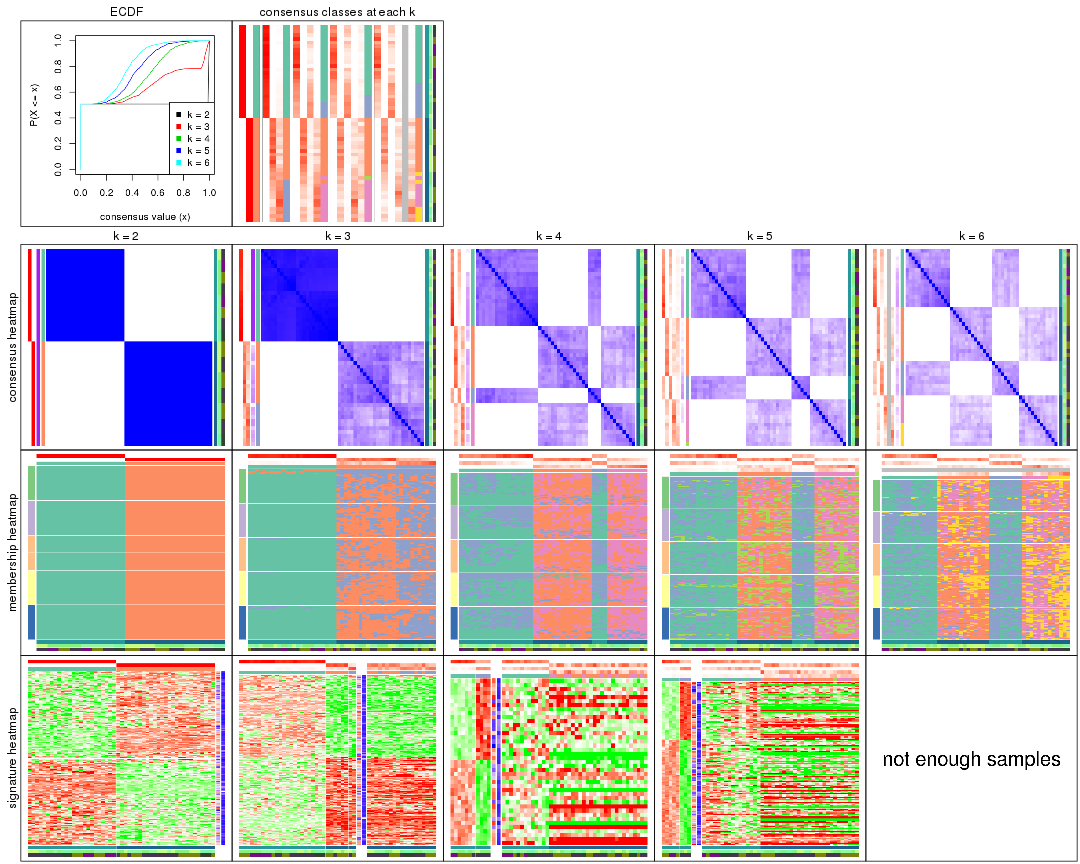 ECDF
consensus classes at each k
P(X <= x)
0.0 0.2 0.4 0.6 0.8 1.0
k = 2
k = 3
k = 4
k = 5
k = 6
0.0 0.2 0.4 0.6 0.8 1.0
consensus value (x)
k = 2
k = 3
k = 4
k = 5
k = 6
consensus heatmap
membership heatmap
signature heatmap
not enough samples